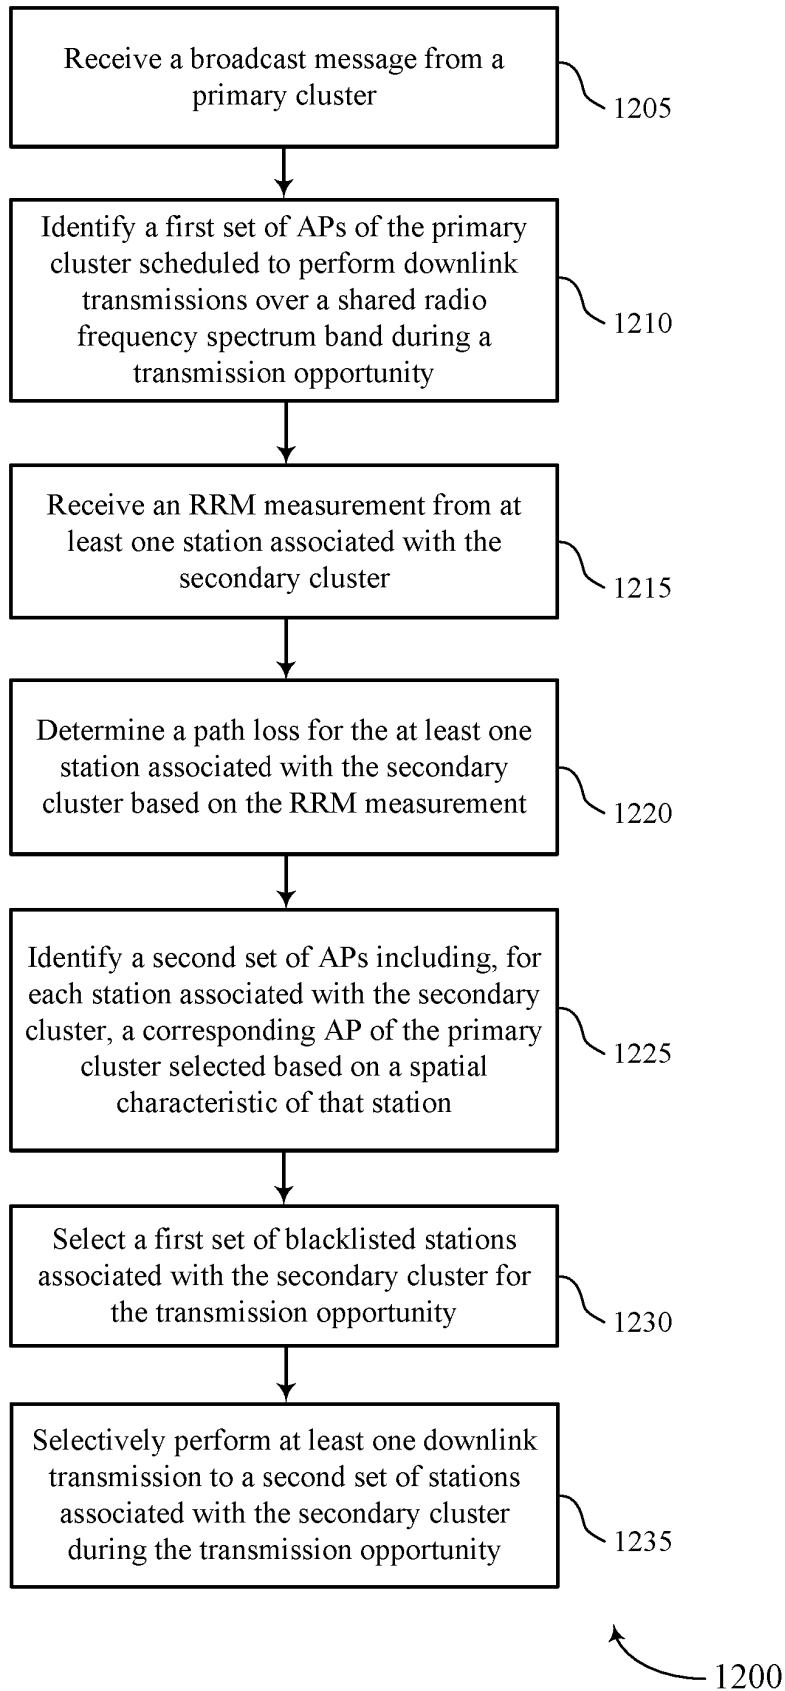 Receive a broadcast message from a
primary cluster
1205
Identify a first set of APs of the primary
cluster scheduled to perform downlink
transmissions over a shared radio
frequency spectrum band during a
transmission opportunity
1210
Receive an RRM measurement from at
least one station associated with the
secondary cluster
1215
Determine a path loss for the at least one
station associated with the secondary
cluster based on the RRM measurement
1220
Identify a second set of APs including, for
each station associated with the secondary
cluster, a corresponding AP of the primary
cluster selected based on a spatial
characteristic of that station
1225
Select a first set of blacklisted stations
associated with the secondary cluster for
the transmission opportunity
1230
Selectively perform at least one downlink
transmission to a second set of stations
associated with the secondary cluster
during the transmission opportunity
1235
1200